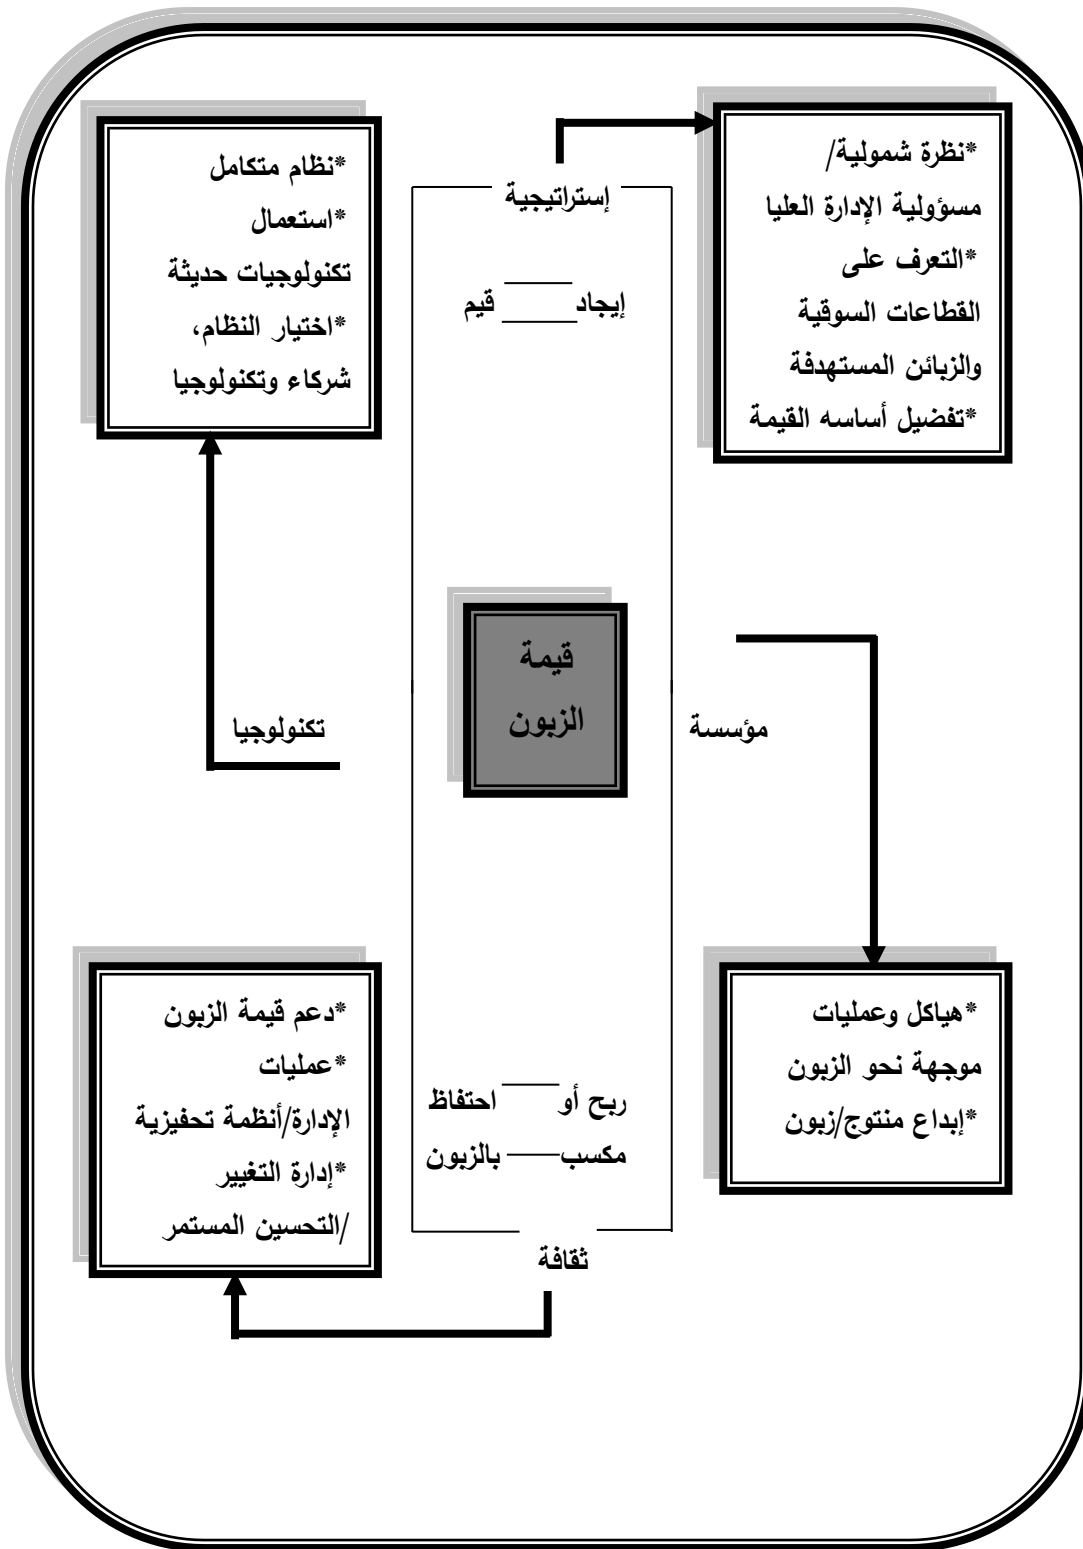 *نظرة شمولية/
مسؤولية الإدارة العليا
*التعرف على
القطاعات السوقية
والزبائن المستهدفة
*تفضيل أساسه القيمة
إستراتيجية
إيجاد قيم
*نظام متكامل
*استعمال
تكنولوجيات حديثة
*اختيار النظام،
شركاء وتكنولوجيا
مؤسسة
قيمة
الزبون
تكنولوجيا
*هياكل وعمليات
موجهة نحو الزبون
*إبداع منتوج/زبون
ربح أو احتفاظ
مكسب بالزبون
ثقافة
*دعم قيمة الزبون
*عمليات
الإدارة/أنظمة تحفيزية
*إدارة التغيير
/التحسين المستمر